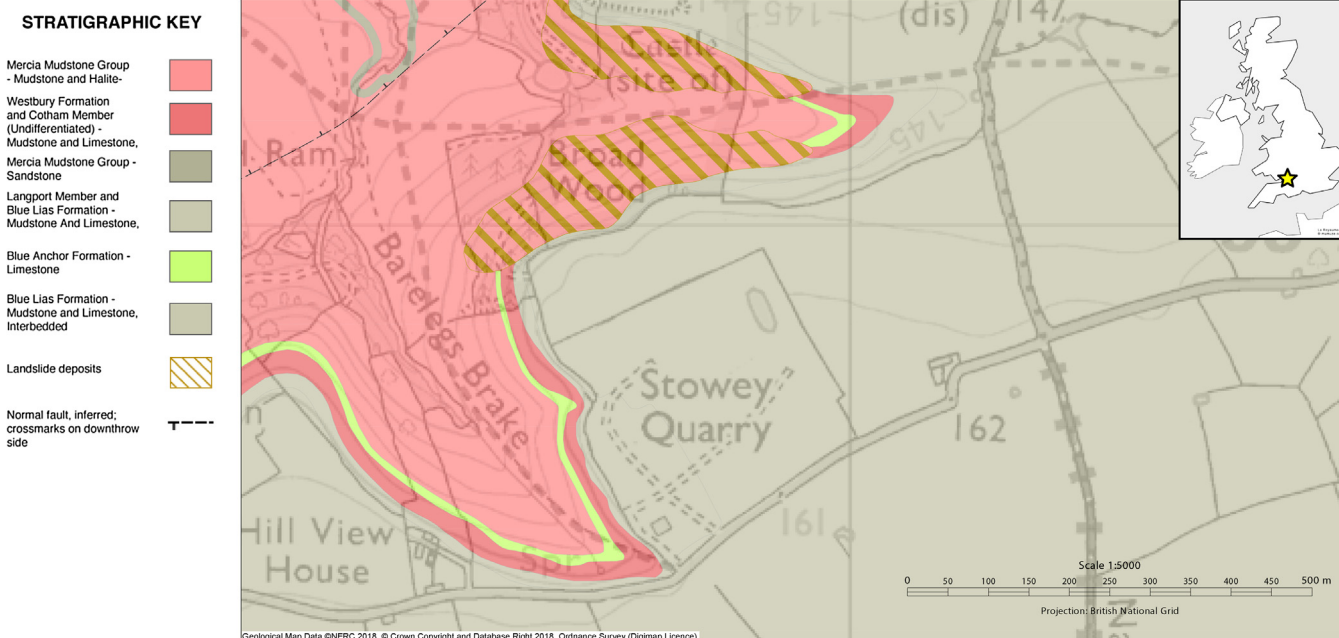 STRATIGRAPHIC KEY
Mercia Mudstone Group
- Mudstone and Halite-
Westbury Formation
and Cotham Member
(Undifferentiated) -
Mudstone and Limestone,
Mercia Mudstone Group -
Sandstone
Langport Member and
Blue Lias Formation -
Mudstone And Limestone,
Blue Anchor Formation -
Limestone
Blue Lias Formation -
Mudstone and Limestone,
Interbedded
Landslide deposits
Normal fault, inferred;
crossmarks on downthrow
side
145
(dis)
147
Castle
(site of)
145
Ram
Broad
Wood
Barelegs Brake
Stowey
Quarry
162
161
Hill View
House
Spr
Scale 1:5000
0 50 100 150 200 250 300 350 400 450 500 m
Projection: British National Grid
Geological Map Data ©NERC 2018. © Crown Copyright and Database Right 2018. Ordnance Survey (Digimap Licence)